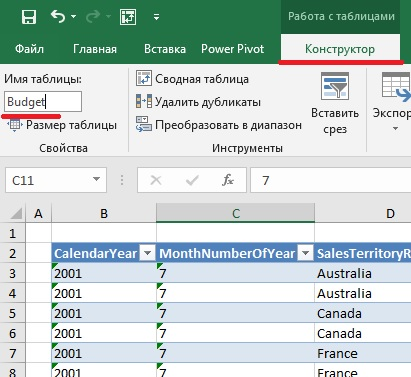 Работа с таблицами
Файл Главная Вставка Power Pivot Конструктор
Имя таблицы:
Budget
Размер таблицы
Свойства
Сводная таблица
Удалить дубликаты
Преобразовать в диапазон
Инструменты
Вставить
срез
Экспор
C11 fx 7
A B C D
1
2 CalendarYear MonthNumberOfYear SalesTerritoryR
3 2001 7 Australia
4 2001 7 Australia
5 2001 7 Canada
6 2001 7 Canada
7 2001 7 France
8 2001 7 France